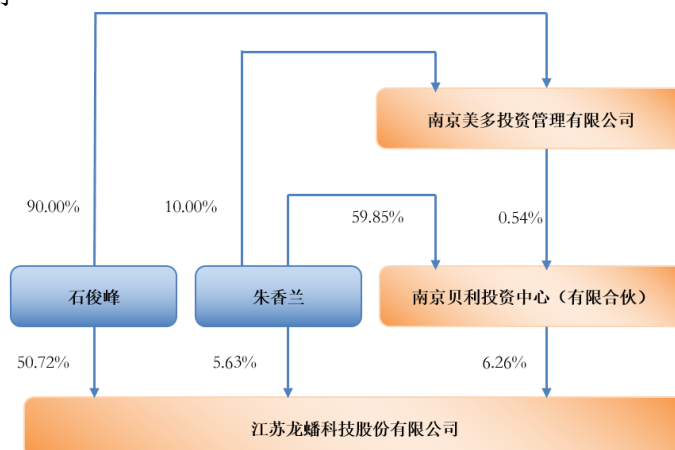 南京美多投资管理有限公司
90.00%
10.00%
59.85%
0.54%
石俊峰
朱香兰
南京贝利投资中心（有限合伙）
50.72%
5.63%
6.26%
江苏龙蟠科技股份有限公司